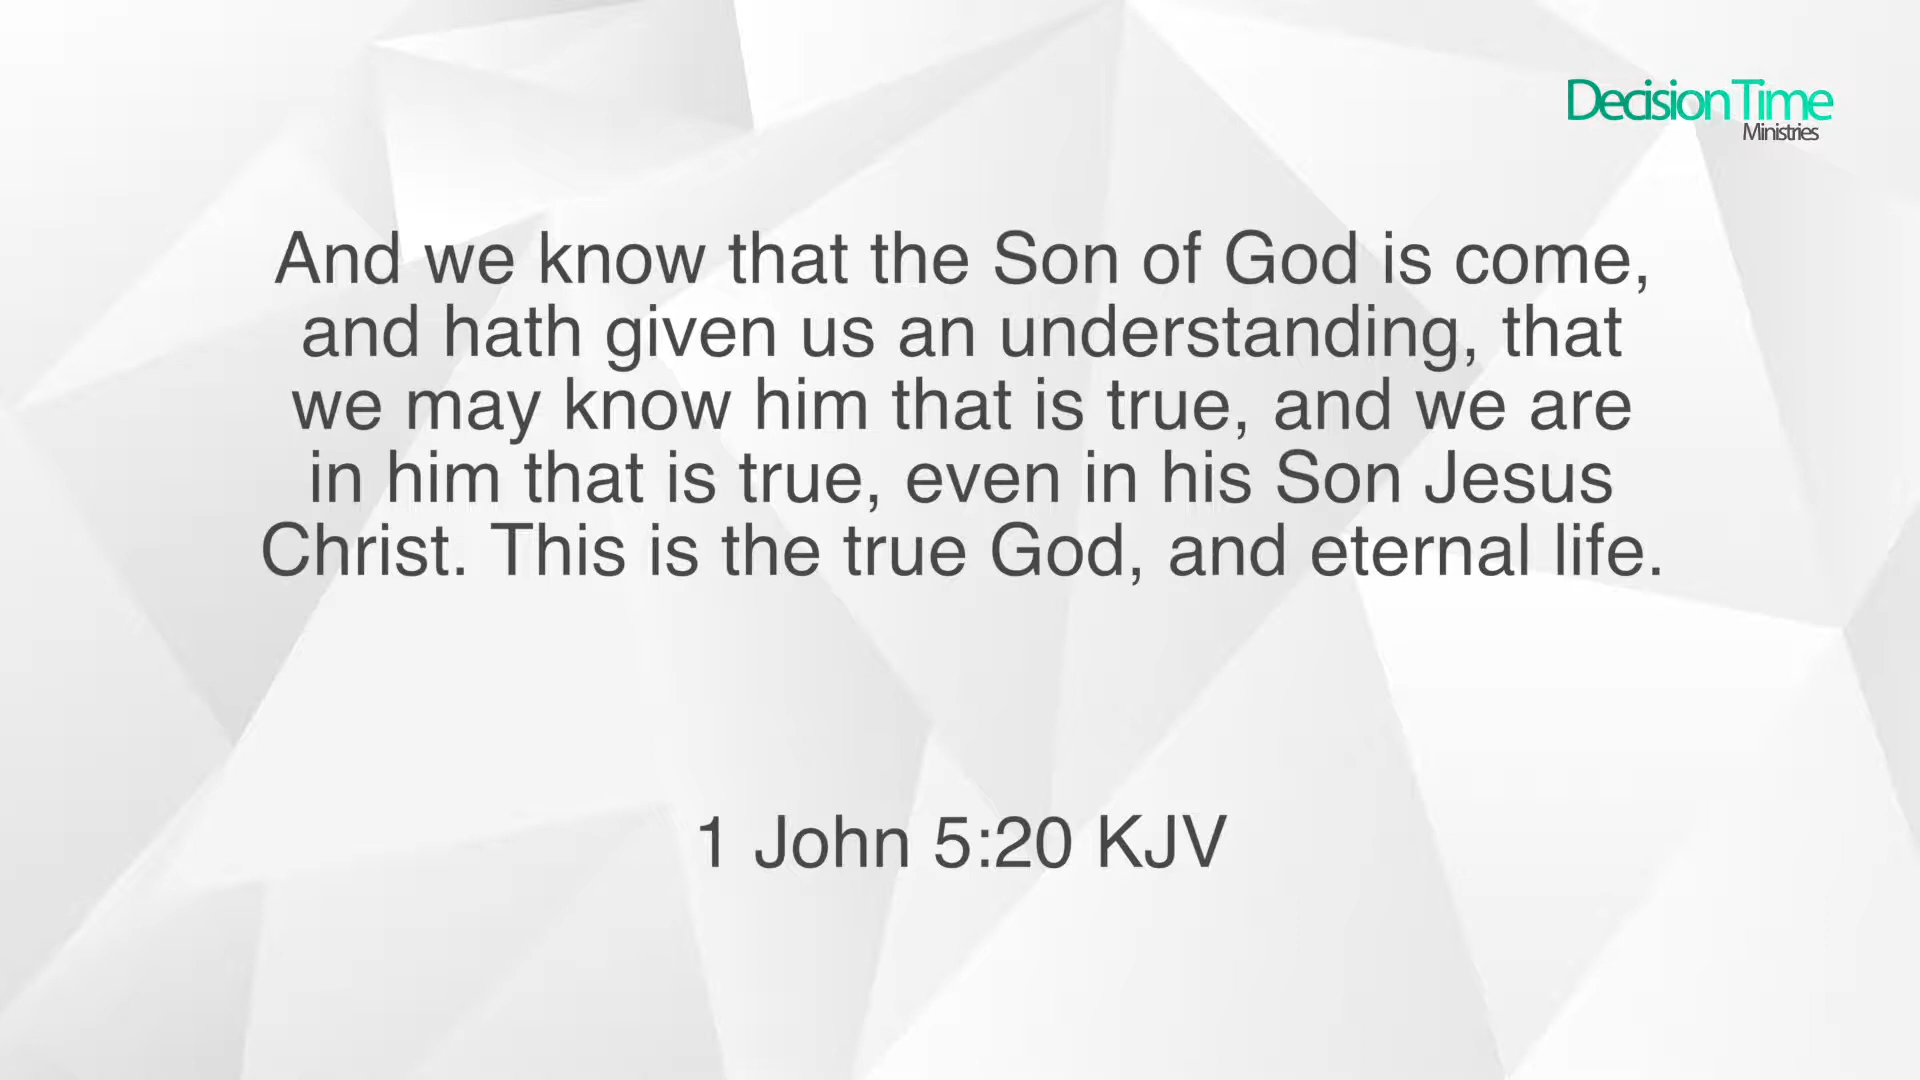 DecisionTime
Ministries
And we know that the Son of God is come,
and hath given us an understanding, that
we may know him that is true, and we are
in him that is true, even in his Son Jesus
Christ. This is the true God, and eternal life.
1 John 5:20 KJV